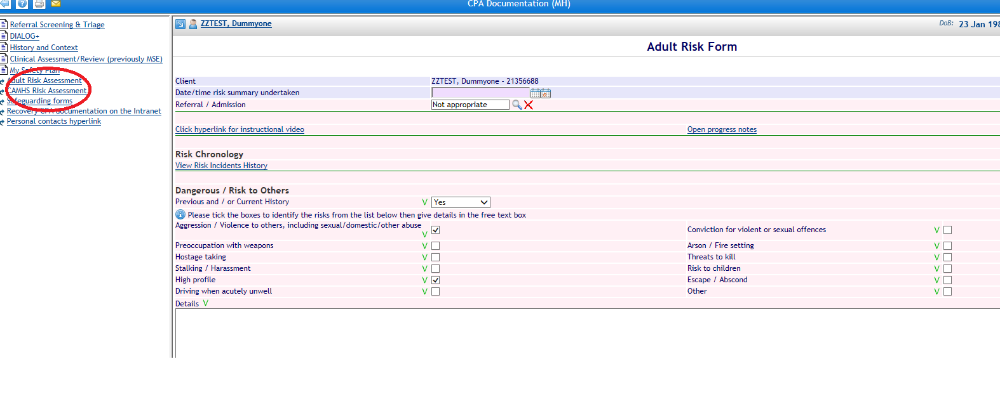 CPA Documentation (MH)
Referral Screening & Triage
DIALOG+
History and Context
Clinical Assessment/Review (previously MSE)
My Safety Plan
Adult Risk Assessment
CAMHS Risk Assessment
Safeguarding forms
Recovery CPA documentation on the Intranet
Personal contacts hyperlink
ZZTEST, Dummyone
DoB: 23 Jan 198
Adult Risk Form
Client ZZTEST, Dummyone - 21356688
Date/time risk summary undertaken
Referral / Admission Not appropriate
Click hyperlink for instructional video Open progress notes
Risk Chronology
View Risk Incidents History
Dangerous / Risk to Others
Previous and / or Current History V Yes
Please tick the boxes to identify the risks from the list below then give details in the free text box
Aggression / Violence to others, including sexual/domestic/other abuse V Conviction for violent or sexual offences V
Preoccupation with weapons V Arson / Fire setting V
Hostage taking V Threats to kill V
Stalking / Harassment V Risk to children V
High profile V Escape / Abscond V
Driving when acutely unwell V Other V
Details V